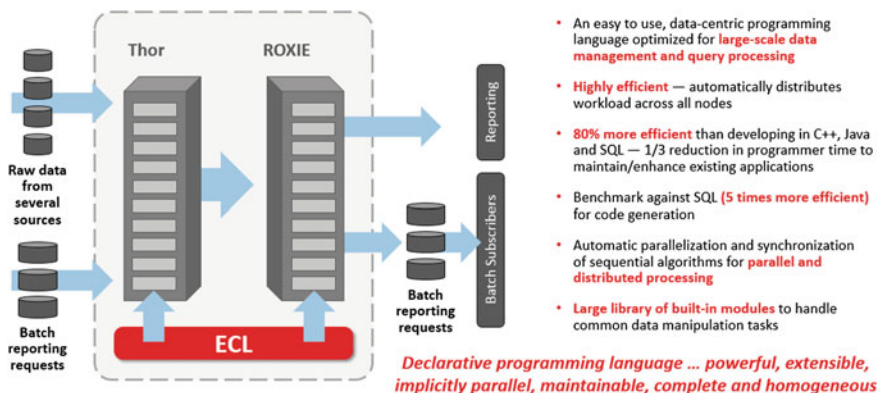 Thor
ROXIE
Raw data
from
several
sources
Batch
reporting
requests
ECL
Reporting
Batch Subscribers
Batch
reporting
requests
• An easy to use, data-centric programming
language optimized for large-scale data
management and query processing
• Highly efficient — automatically distributes
workload across all nodes
• 80% more efficient than developing in C++, Java
and SQL — 1/3 reduction in programmer time to
maintain/enhance existing applications
• Benchmark against SQL (5 times more efficient)
for code generation
• Automatic parallelization and synchronization
of sequential algorithms for parallel and
distributed processing
• Large library of built-in modules to handle
common data manipulation tasks
Declarative programming language ... powerful, extensible,
implicitly parallel, maintainable, complete and homogeneous